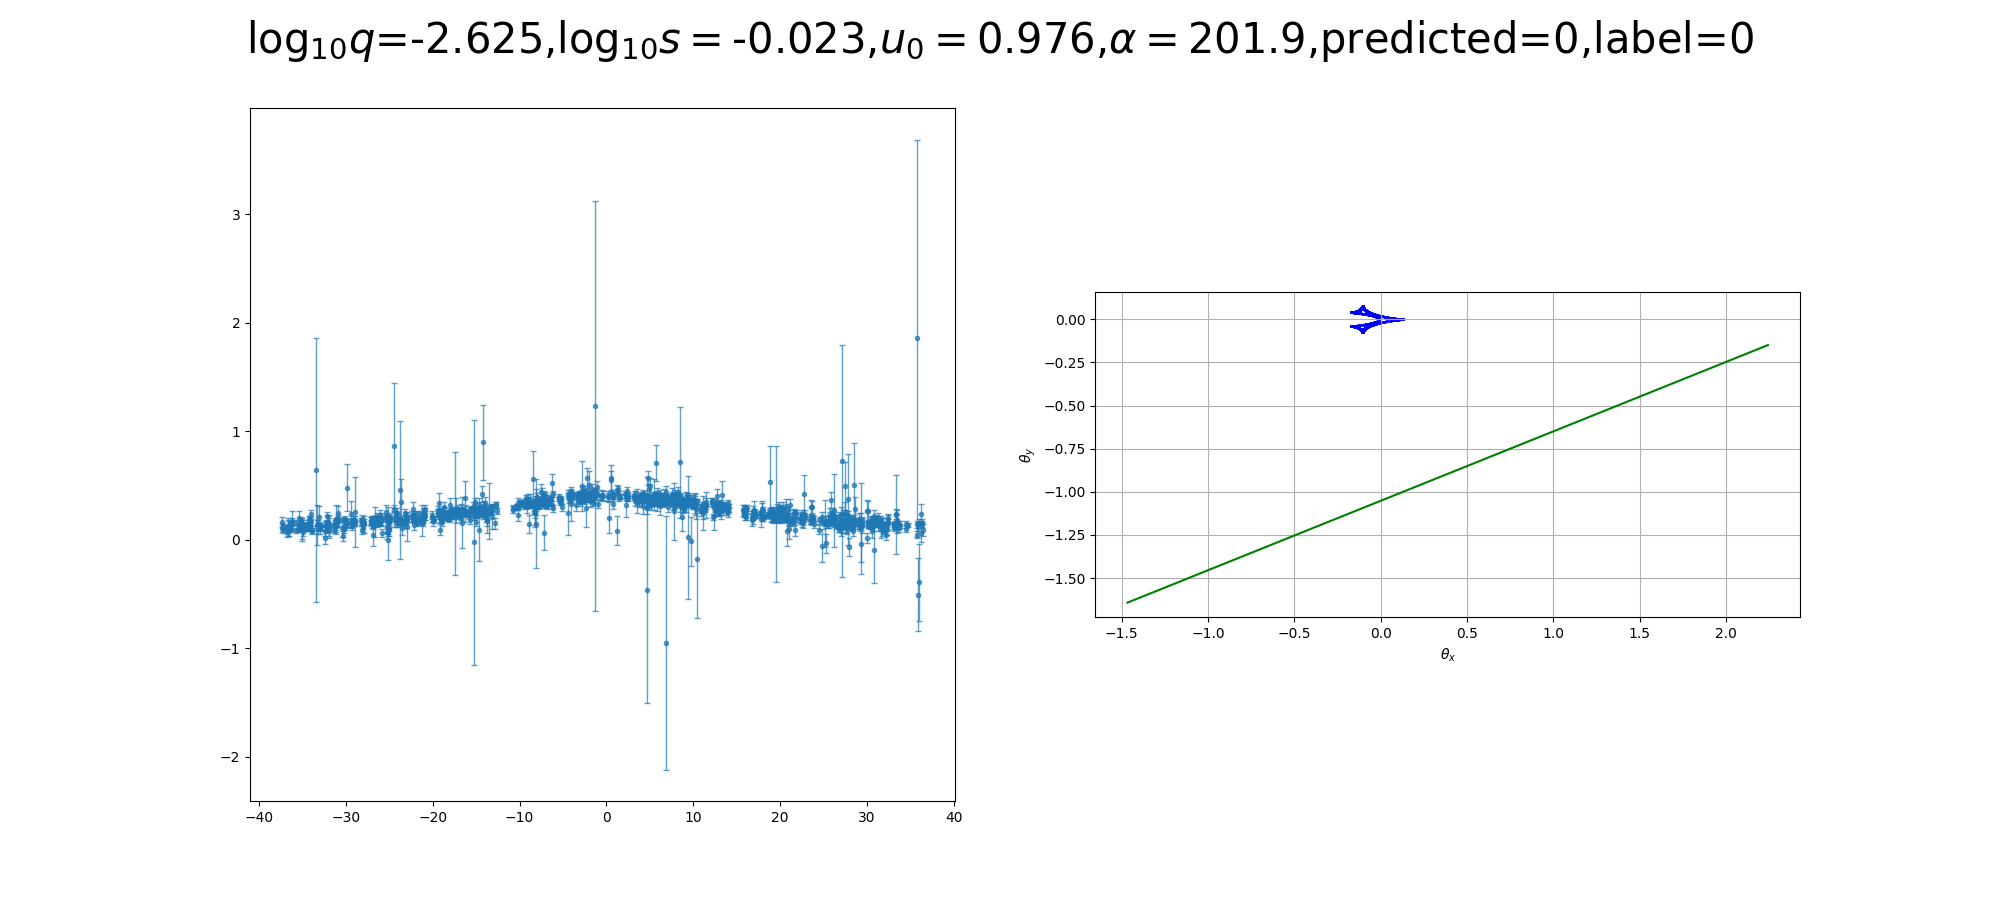 log₁₀q=-2.625,log₁₀s = -0.023,u₀ = 0.976,α = 201.9,predicted=0,label=0
3
2
1
0
−1
−2
−40 −30 −20 −10 0 10 20 30 40
0.00
−0.25
−0.50
−0.75
−1.00
−1.25
−1.50
θy
−1.5 −1.0 −0.5 0.0 0.5 1.0 1.5 2.0
θx